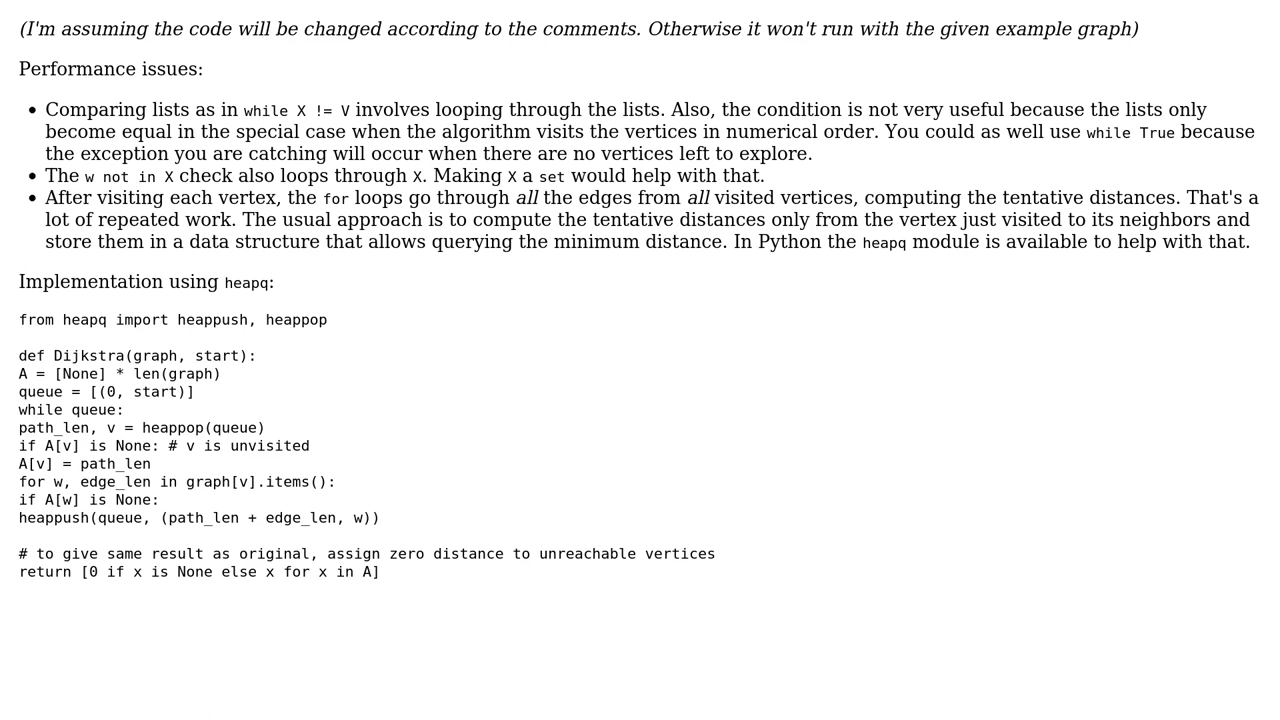 (I'm assuming the code will be changed according to the comments. Otherwise it won't run with the given example graph)
Performance issues:
• Comparing lists as in while X != V involves looping through the lists. Also, the condition is not very useful because the lists only
become equal in the special case when the algorithm visits the vertices in numerical order. You could as well use while True because
the exception you are catching will occur when there are no vertices left to explore.
• The w not in X check also loops through X. Making X a set would help with that.
• After visiting each vertex, the for loops go through all the edges from all visited vertices, computing the tentative distances. That's a
lot of repeated work. The usual approach is to compute the tentative distances only from the vertex just visited to its neighbors and
store them in a data structure that allows querying the minimum distance. In Python the heapq module is available to help with that.
Implementation using heapq:
from heapq import heappush, heappop
def Dijkstra(graph, start):
A = [None] * len(graph)
queue = [(0, start)]
while queue:
path_len, v = heappop(queue)
if A[v] is None: # v is unvisited
A[v] = path_len
for w, edge_len in graph[v].items():
if A[w] is None:
heappush(queue, (path_len + edge_len, w))
# to give same result as original, assign zero distance to unreachable vertices
return [0 if x is None else x for x in A]